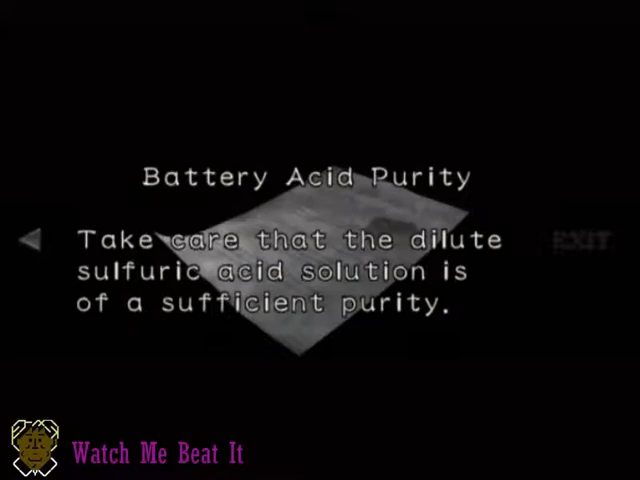 Battery Acid Purity
Take care that the dilute
EXIT
sulfuric acid solution is
of a sufficient purity.
Watch Me Beat It